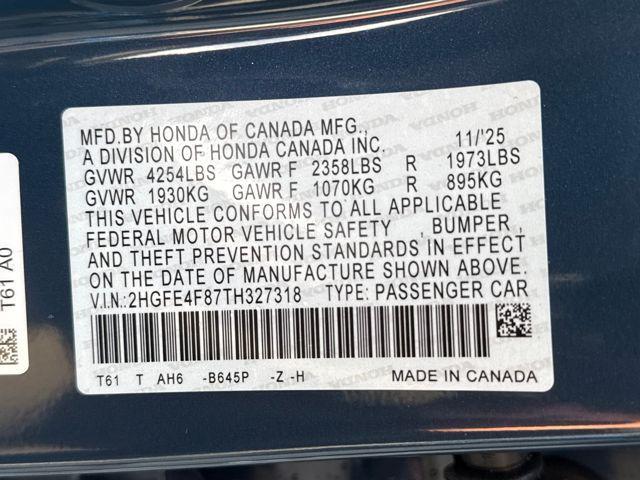 MFD.BY HONDA OF CANADA MFG., 11/'25
A DIVISION OF HONDA CANADA INC.
GVWR 4254LBS GAWR F 2358LBS R 1973LBS
GVWR 1930KG GAWR F 1070KG R 895KG
THIS VEHICLE CONFORMS TO ALL APPLICABLE
FEDERAL MOTOR VEHICLE SAFETY , BUMPER,
AND THEFT PREVENTION STANDARDS IN EFFECT
ON THE DATE OF MANUFACTURE SHOWN ABOVE.
V.I.N.:2HGFE4F87TH327318 TYPE: PASSENGER CAR
T61 T AH6 -B645P -Z -H MADE IN CANADA
T61 A0